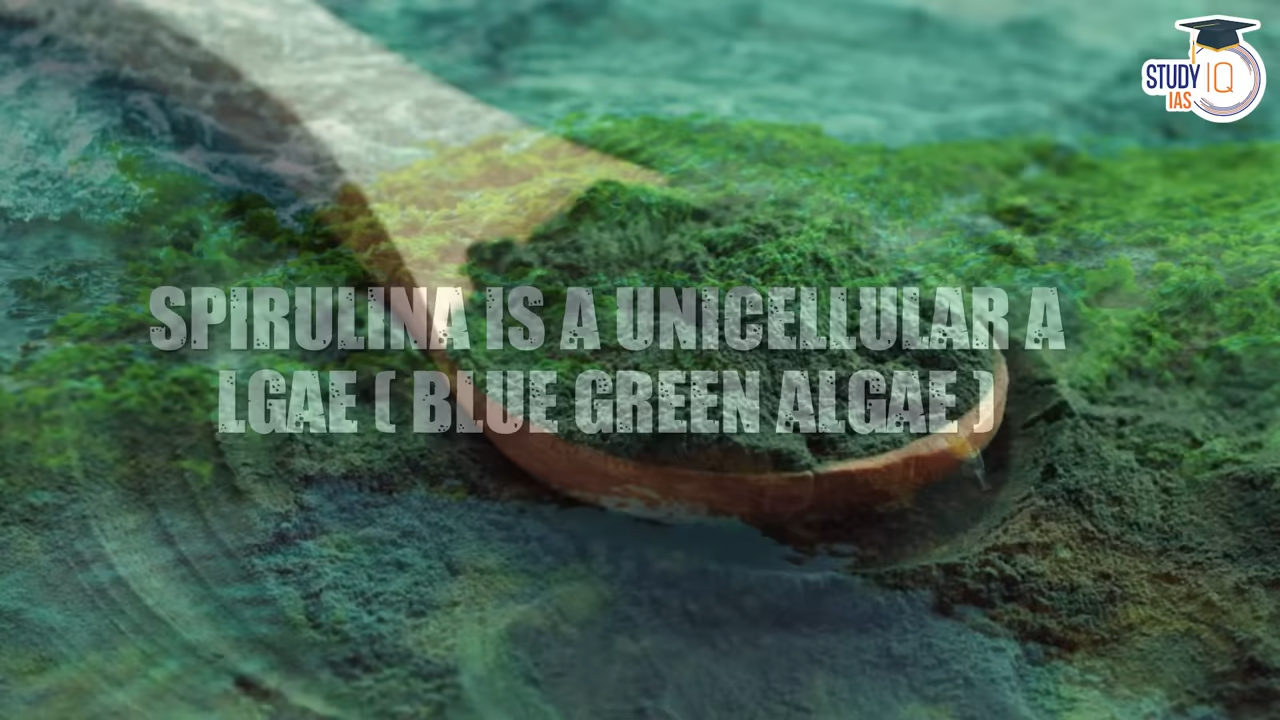 STUDY IQ
IAS
SPIRULINA IS A UNICELLULAR A
LGAE ( BLUE GREEN ALGAE )